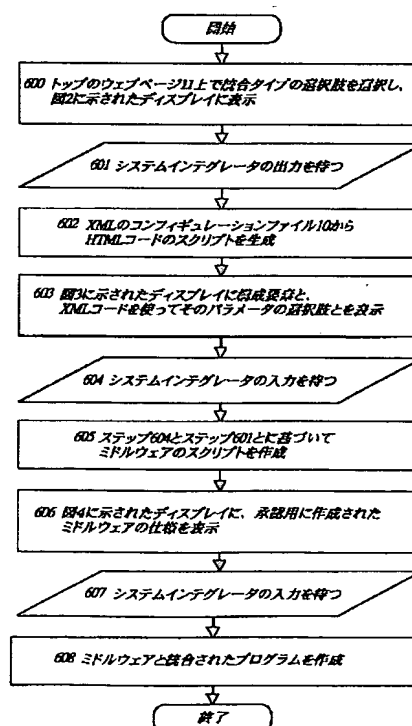 開始
600 トップのウェブページ11上で統合タイプの選択肢を選択し、
図2に示されたディスプレイに表示
601 システムインテグレータの出力を待つ
602 XMLのコンフィギュレーションファイル10から
HTMLコードのスクリプトを生成
603 図3に示されたディスプレイに構成要素と、
XMLコードを使ってそのパラメータの選択肢とを表示
604 システムインテグレータの入力を待つ
605 ステップ604とステップ601とに基づいて
ミドルウェアのスクリプトを作成
606 図4に示されたディスプレイに、承認用に作成された
ミドルウェアの仕様を表示
607 システムインテグレータの入力を待つ
608 ミドルウェアと統合されたプログラムを作成
終了